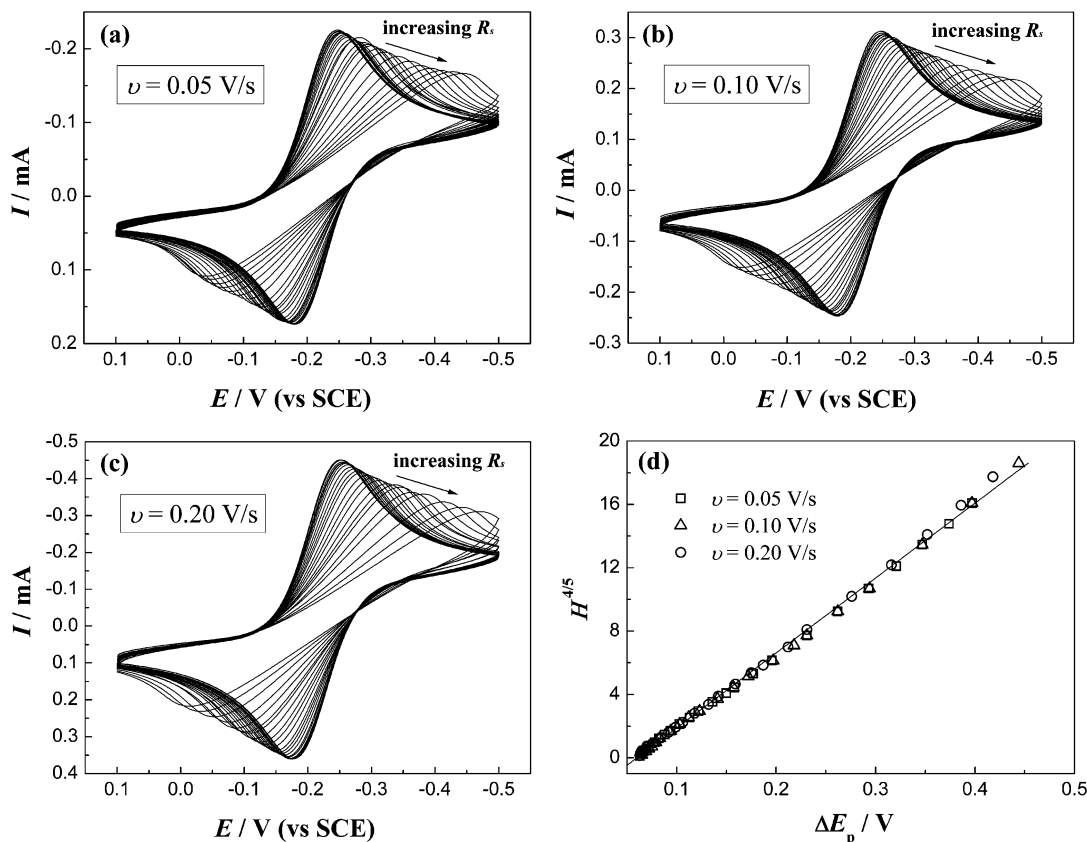 (a)
increasing Rs
υ = 0.05 V/s
I / mA
-0.2
-0.1
0.0
0.1
0.2
0.1
0.0
-0.1
-0.2
-0.3
-0.4
-0.5
E / V (vs SCE)
(b)
increasing Rs
υ = 0.10 V/s
I / mA
0.3
0.2
0.1
0.0
-0.1
-0.2
-0.3
0.1
0.0
-0.1
-0.2
-0.3
-0.4
-0.5
E / V (vs SCE)
(c)
increasing Rs
υ = 0.20 V/s
I / mA
-0.5
-0.4
-0.3
-0.2
-0.1
0.0
0.1
0.2
0.3
0.4
0.1
0.0
-0.1
-0.2
-0.3
-0.4
-0.5
E / V (vs SCE)
(d)
υ = 0.05 V/s
υ = 0.10 V/s
υ = 0.20 V/s
H^4/5
20
16
12
8
4
0
0.1
0.2
0.3
0.4
0.5
ΔEp / V